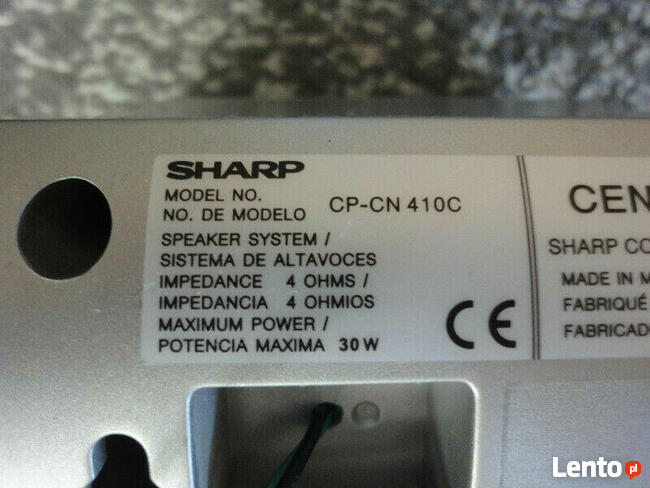 SHARP
MODEL NO.
NO. DE MODELO CP-CN 410C
SPEAKER SYSTEM /
SISTEMA DE ALTAVOCES
IMPEDANCE 4 OHMS /
IMPEDANCIA 4 OHMIOS
MAXIMUM POWER /
POTENCIA MAXIMA 30 W
CE
CEN
SHARP CO
MADE IN M
FABRIQUÉ
FABRICADO
Lento.pl